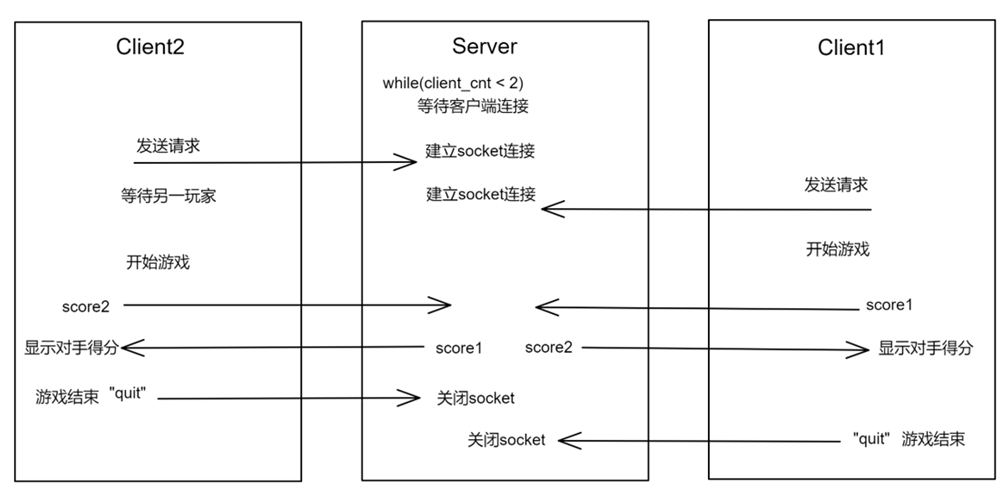 Client2
Server
Client1
while(client_cnt < 2)
等待客户端连接
发送请求
建立socket连接
等待另一玩家
建立socket连接
发送请求
开始游戏
开始游戏
score2
score1
显示对手得分
score1
score2
显示对手得分
游戏结束 "quit"
关闭socket
关闭socket
"quit" 游戏结束